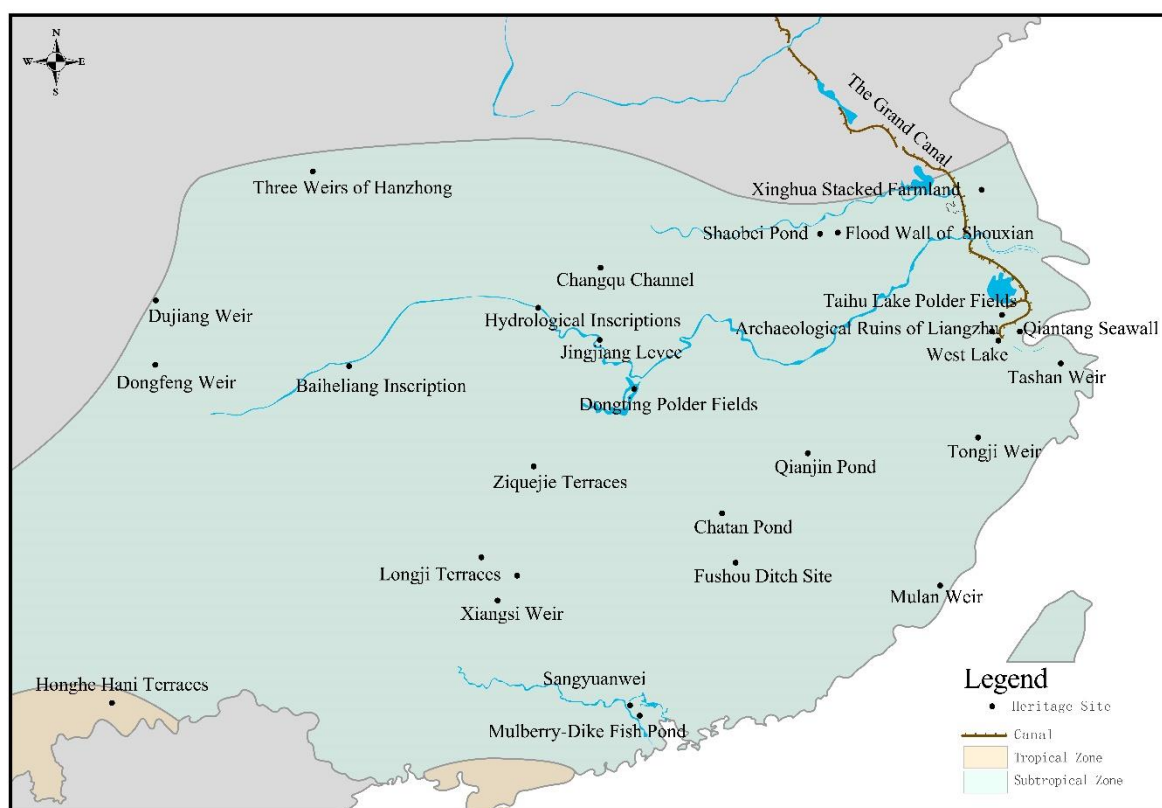 N
W E
S
The Grand Canal
Three Weirs of Hanzhong
Xinghua Stacked Farmland
Shaobei Pond
Flood Wall of Shouxian
Changqu Channel
Dujiang Weir
Hydrological Inscriptions
Taihu Lake Polder Fields
Archaeological Ruins of Liangzhu
Qiantang Seawall
Jingjiang Levee
West Lake
Dongfeng Weir
Baiheliang Inscription
Tashan Weir
Dongting Polder Fields
Tongji Weir
Qianjin Pond
Ziquejie Terraces
Chatan Pond
Longji Terraces
Fushou Ditch Site
Xiangsi Weir
Mulan Weir
Honghe Hani Terraces
Sangyuanwei
Mulberry-Dike Fish Pond
Legend
Heritage Site
Canal
Tropical Zone
Subtropical Zone